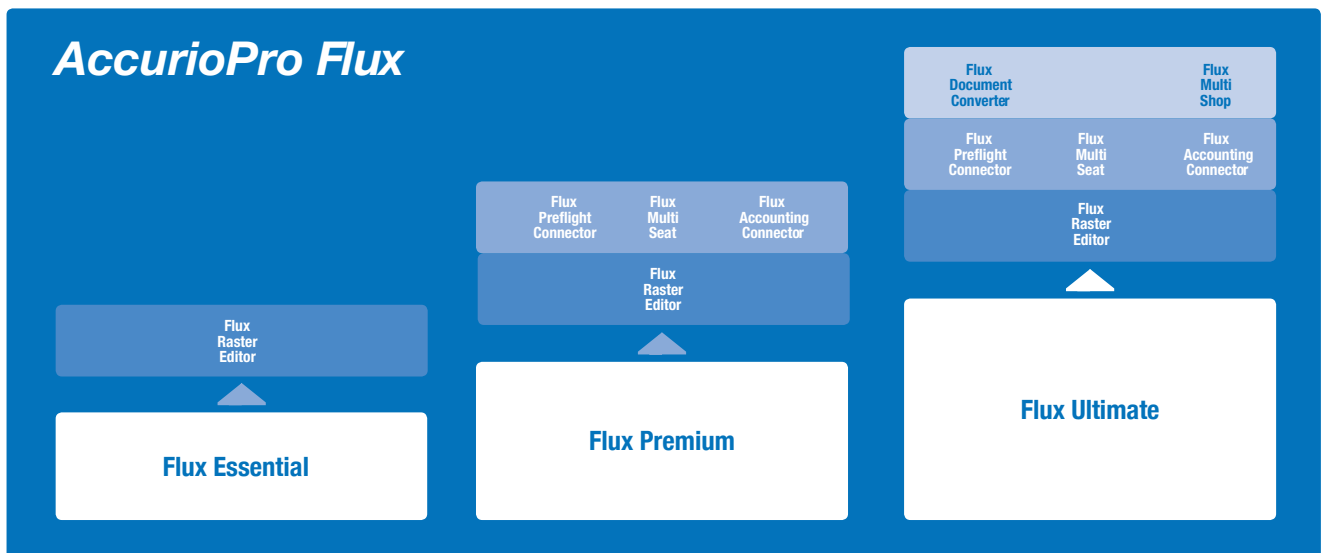 AccurioPro Flux
Flux
Raster
Editor
Flux Essential
Flux
Preflight
Connector
Flux
Multi
Seat
Flux
Accounting
Connector
Flux
Raster
Editor
Flux Premium
Flux
Document
Converter
Flux
Multi
Shop
Flux
Preflight
Connector
Flux
Multi
Seat
Flux
Accounting
Connector
Flux
Raster
Editor
Flux Ultimate